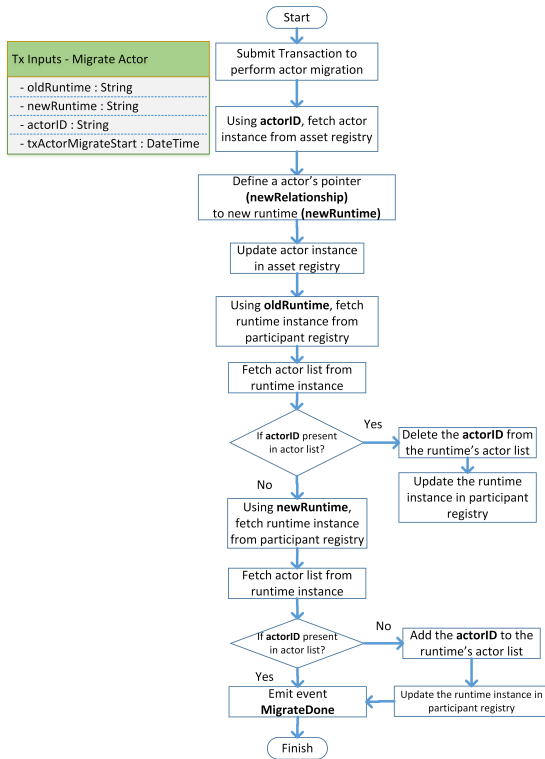 Start
Tx Inputs - Migrate Actor
- oldRuntime : String
- newRuntime : String
- actorID : String
- txActorMigrateStart : DateTime
Submit Transaction to
perform actor migration
Using actorID, fetch actor
instance from asset registry
Define a actor's pointer
(newRelationship)
to new runtime (newRuntime)
Update actor instance
in asset registry
Using oldRuntime, fetch
runtime instance from
participant registry
Fetch actor list from
runtime instance
If actorID present
in actor list?
Yes
Delete the actorID from
the runtime's actor list
Update the runtime
instance in participant
registry
No
Using newRuntime,
fetch runtime instance
from participant registry
Fetch actor list from
runtime instance
If actorID present
in actor list?
No
Add the actorID to the
runtime's actor list
Update the runtime instance in
participant registry
Yes
Emit event
MigrateDone
Finish